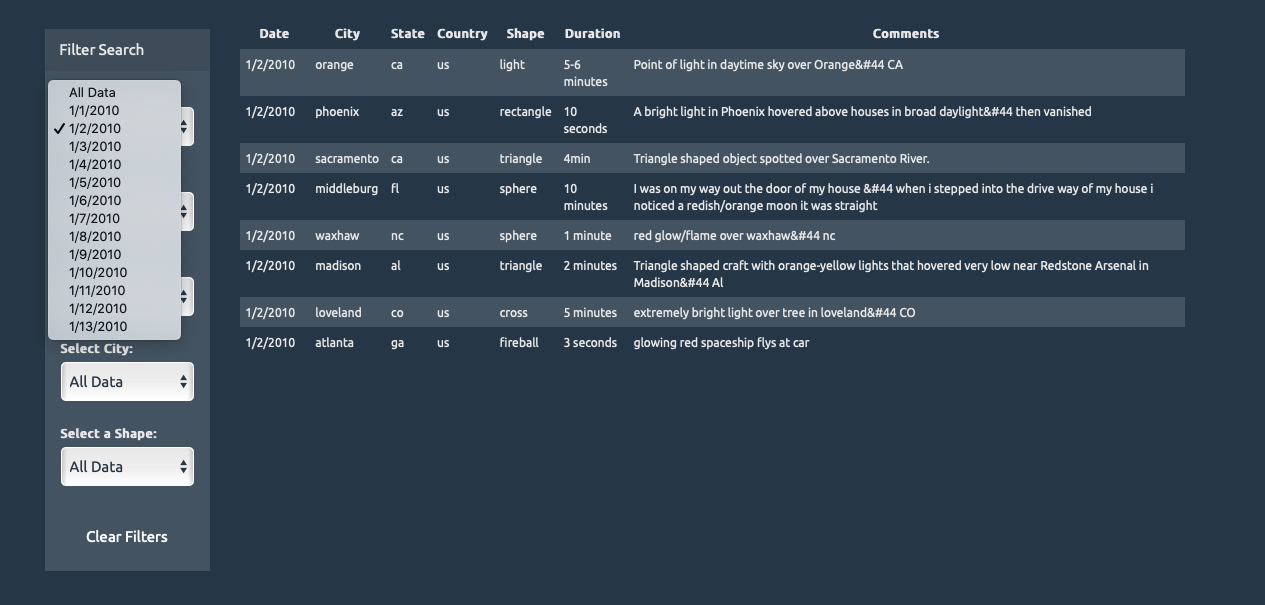 Filter Search
All Data
1/1/2010
✓ 1/2/2010
1/3/2010
1/4/2010
1/5/2010
1/6/2010
1/7/2010
1/8/2010
1/9/2010
1/10/2010
1/11/2010
1/12/2010
1/13/2010
Select City:
All Data
Select a Shape:
All Data
Clear Filters
Date City State Country Shape Duration Comments
1/2/2010 orange ca us light 5-6 Point of light in daytime sky over Orange&#44 CA
minutes
1/2/2010 phoenix az us rectangle 10 A bright light in Phoenix hovered above houses in broad daylight&#44 then vanished
seconds
1/2/2010 sacramento ca us triangle 4min Triangle shaped object spotted over Sacramento River.
1/2/2010 middleburg fl us sphere 10 I was on my way out the door of my house &#44 when i stepped into the drive way of my house i
minutes noticed a redish/orange moon it was straight
1/2/2010 waxhaw nc us sphere 1 minute red glow/flame over waxhaw&#44 nc
1/2/2010 madison al us triangle 2 minutes Triangle shaped craft with orange-yellow lights that hovered very low near Redstone Arsenal in
Madison&#44 Al
1/2/2010 loveland co us cross 5 minutes extremely bright light over tree in loveland&#44 CO
1/2/2010 atlanta ga us fireball 3 seconds glowing red spaceship flys at car